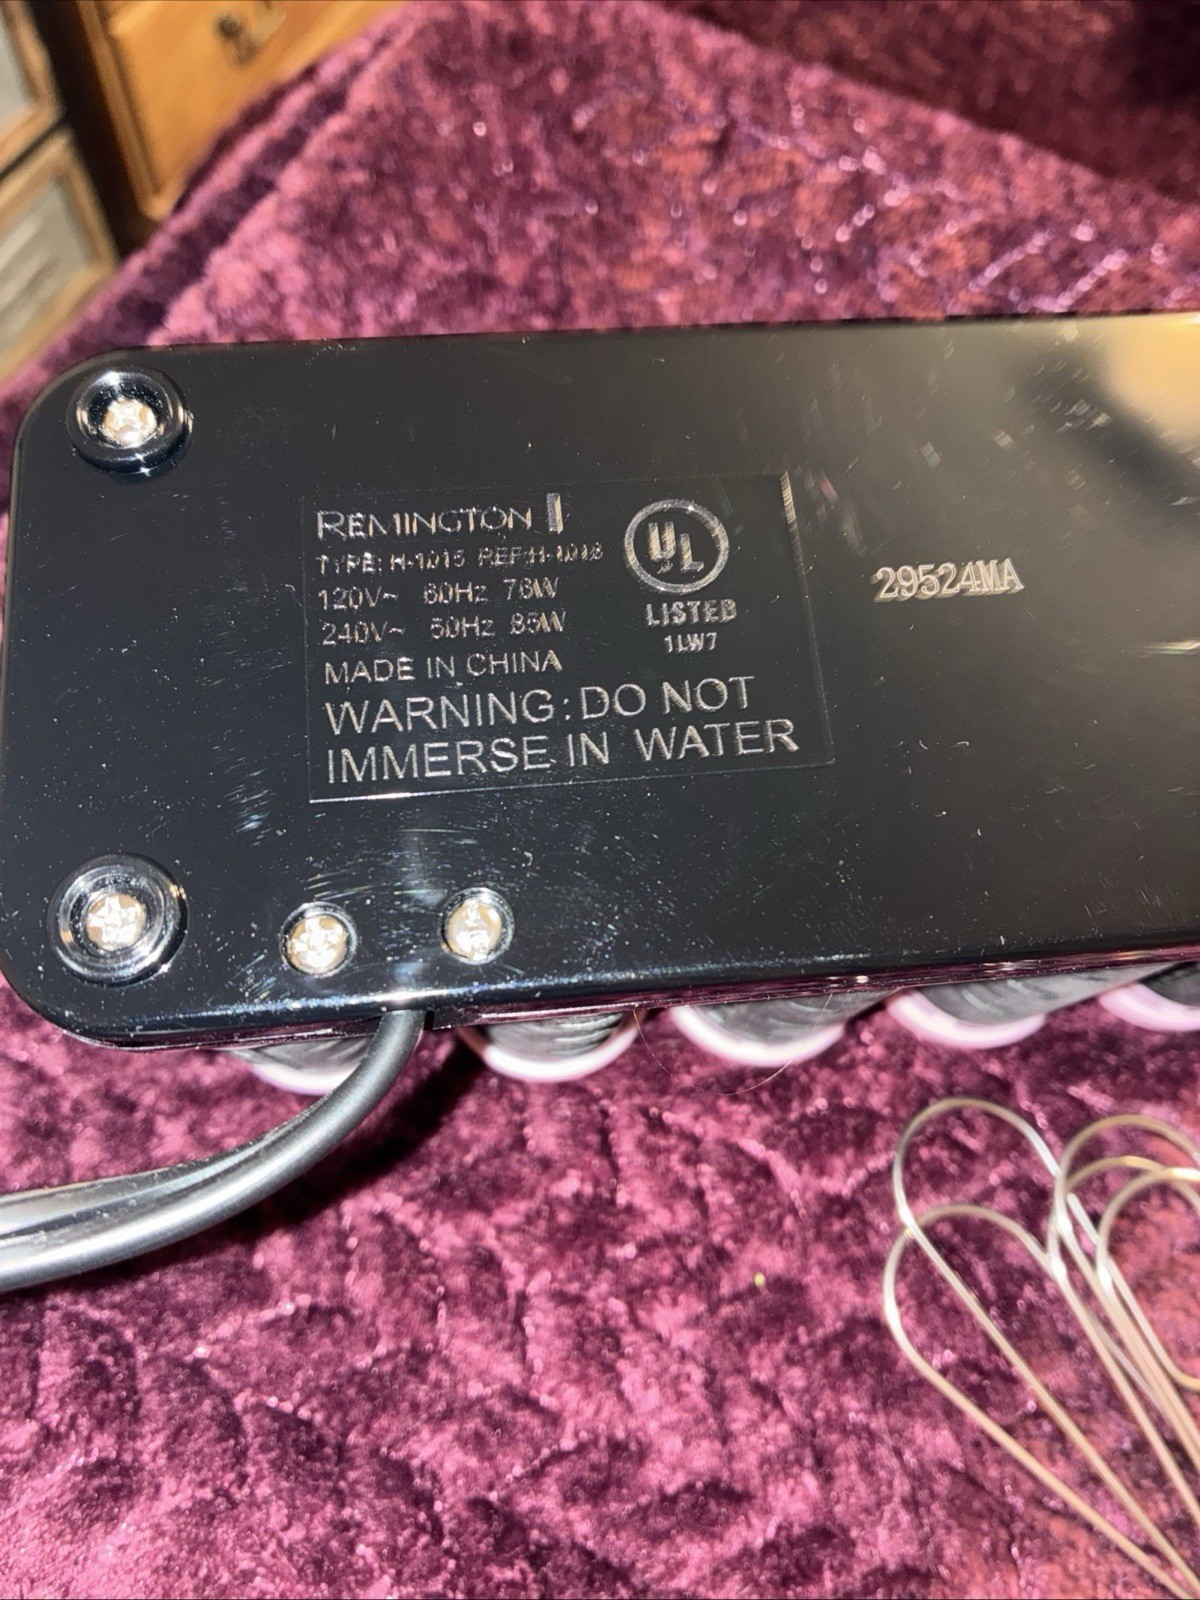 REMINGTON
TYPE: H-1015 REF:H-1018
120V~ 60Hz 76W
240V~ 50Hz 85W
MADE IN CHINA
WARNING: DO NOT
IMMERSE IN WATER
UL
LISTED
1LW7
29524MA